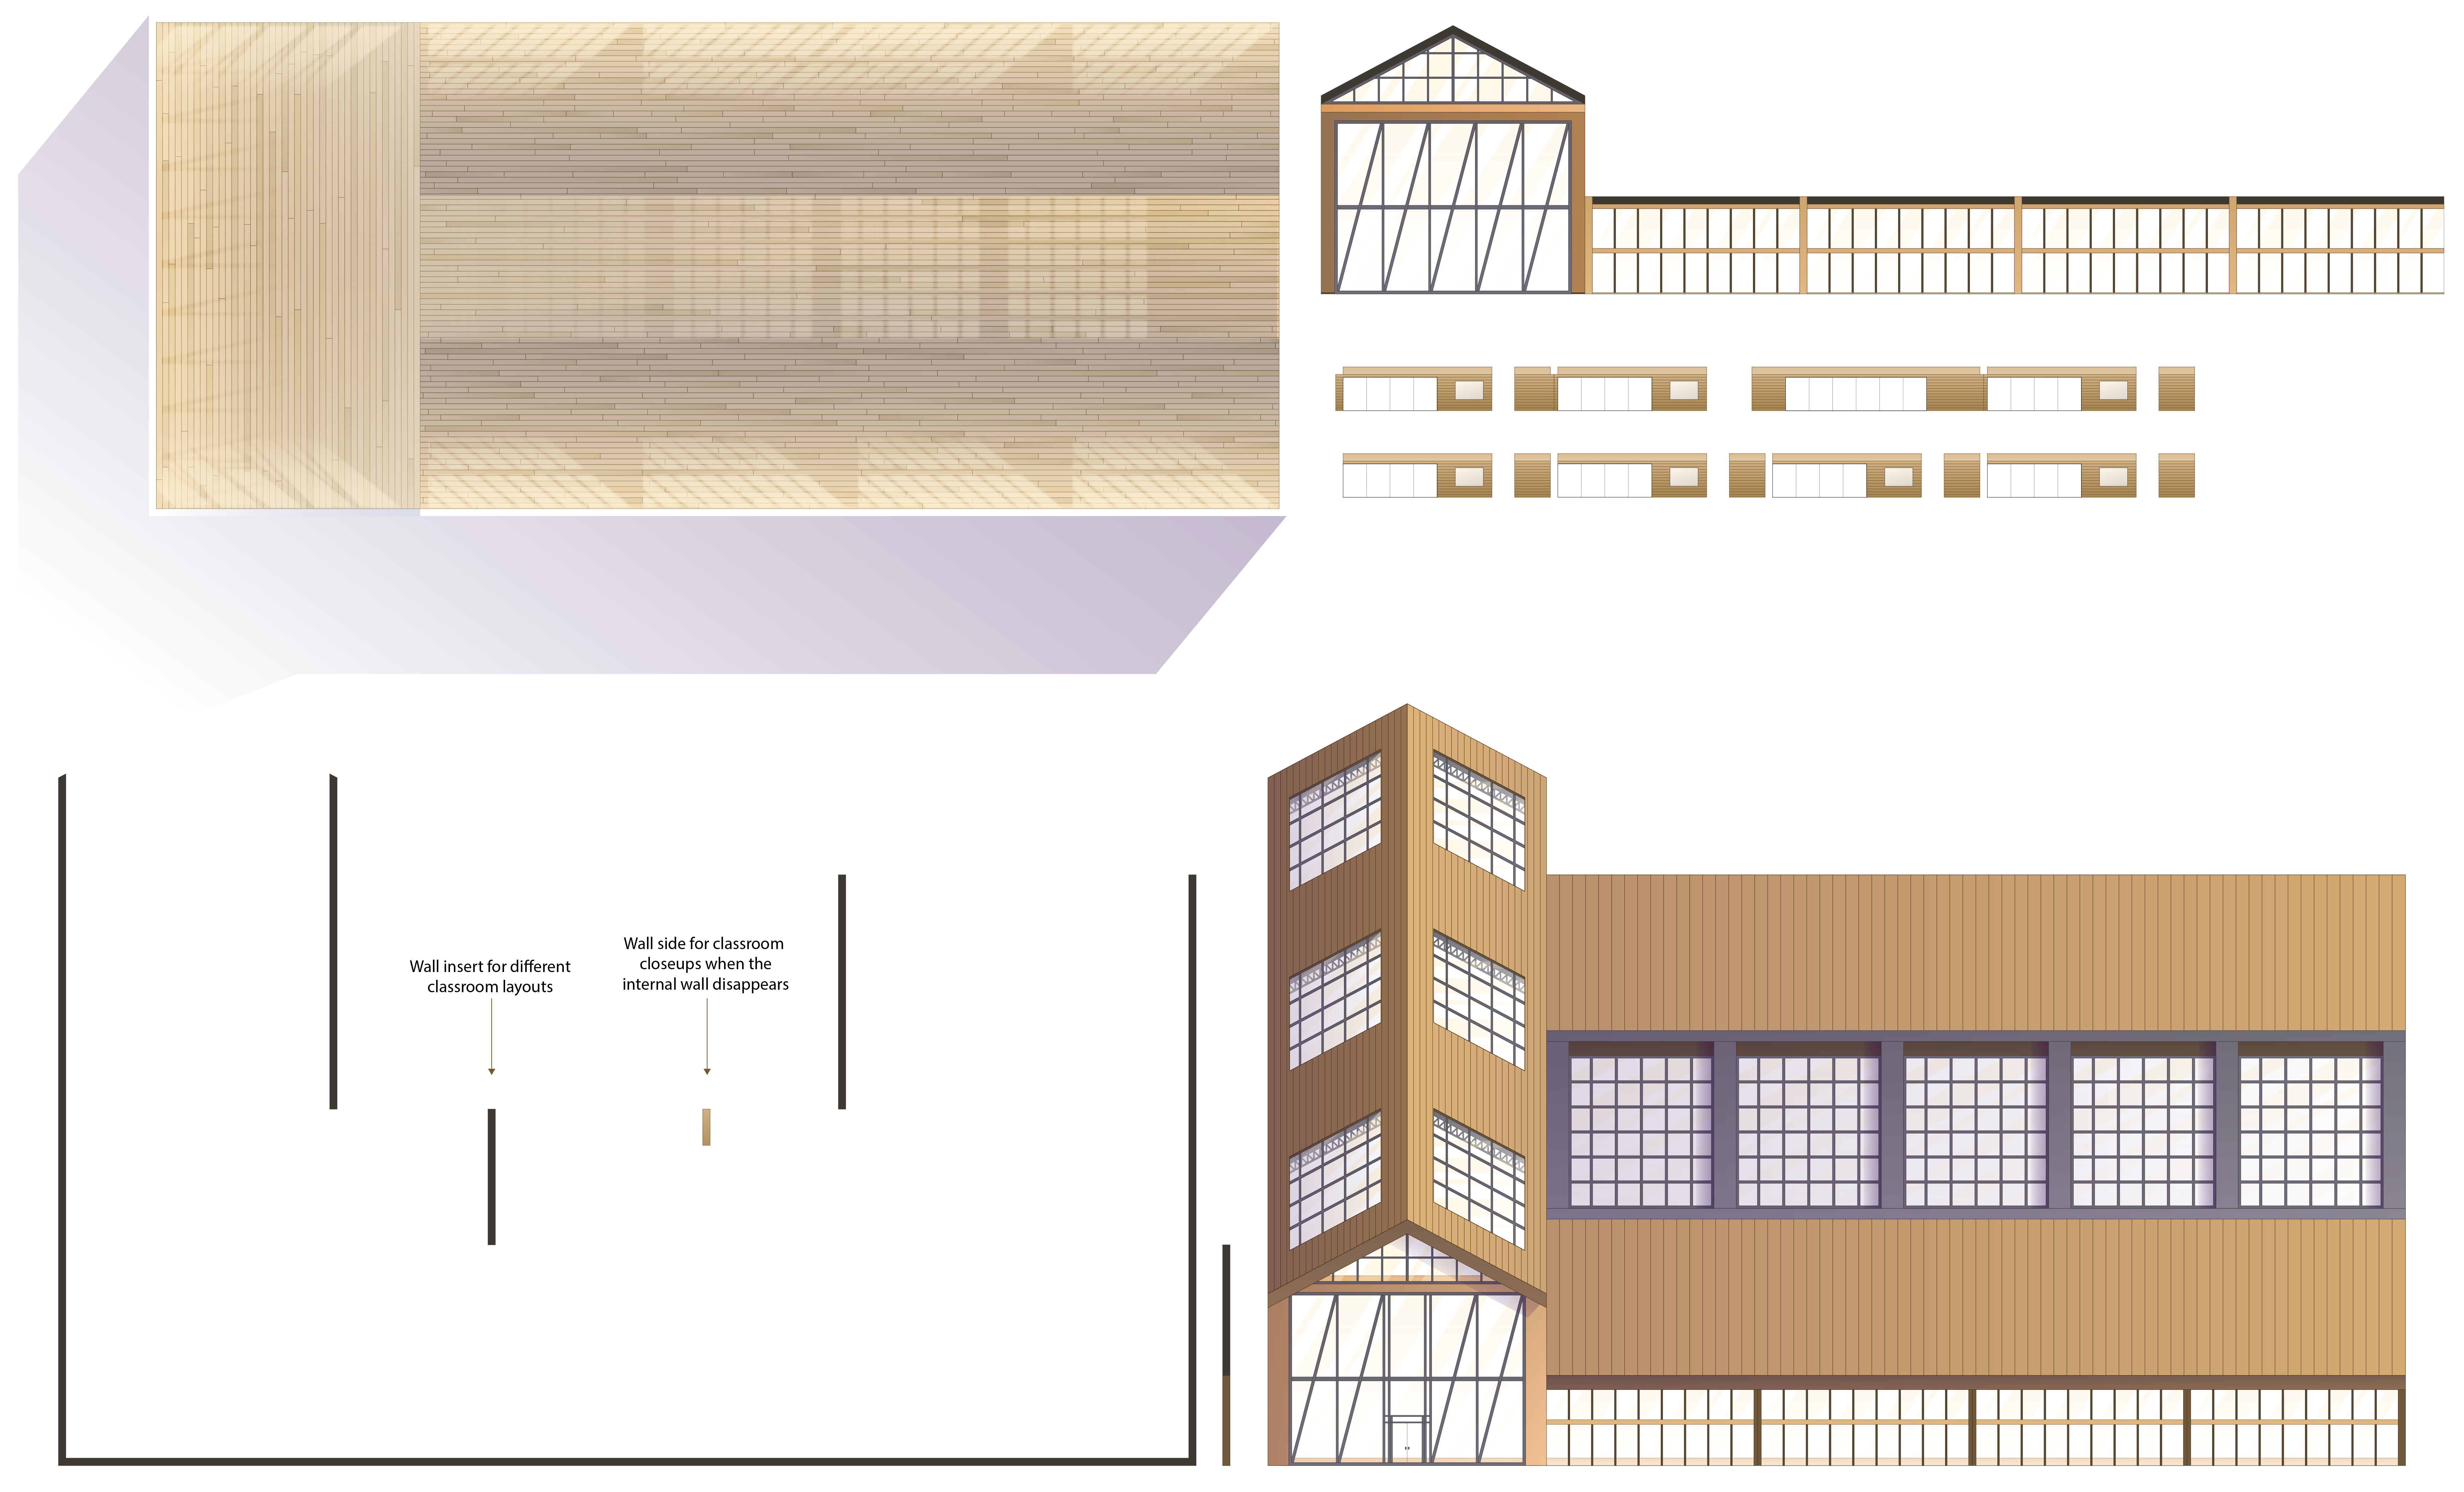 Wall insert for different
classroom layouts
Wall side for classroom
closeups when the
internal wall disappears